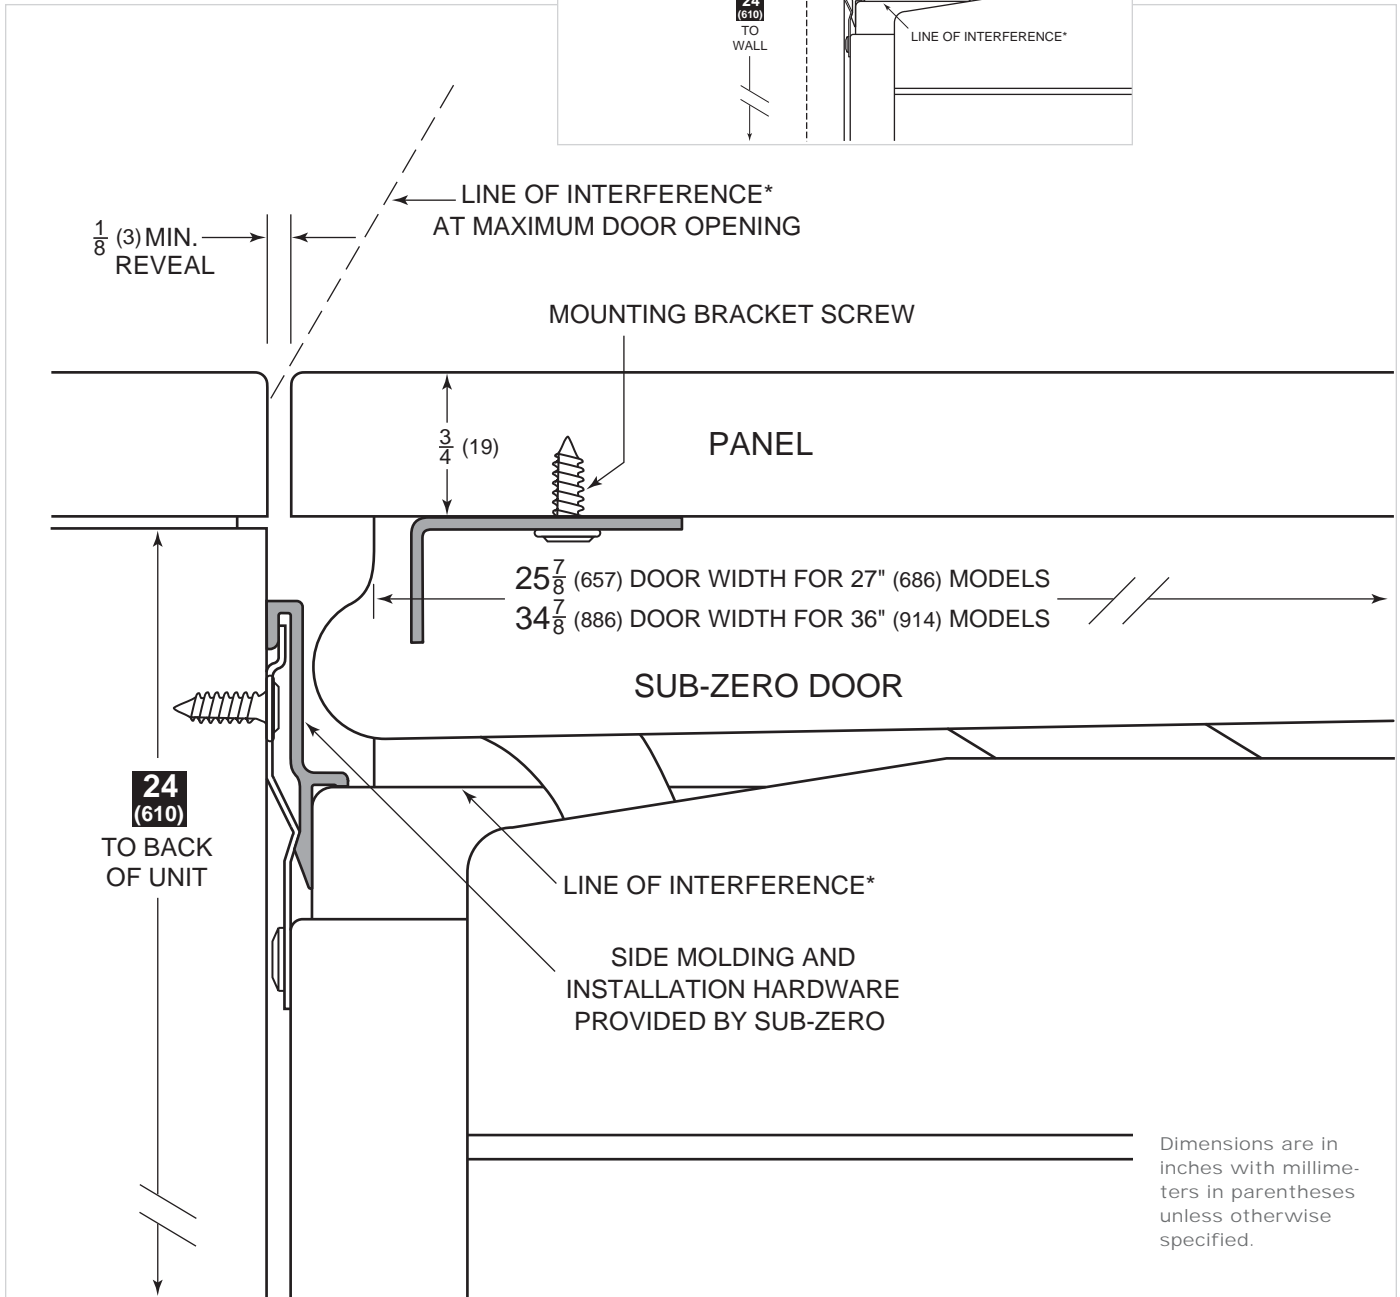 24
(610)
TO
WALL
LINE OF INTERFERENCE*
LINE OF INTERFERENCE*
AT MAXIMUM DOOR OPENING
1/8 (3) MIN.
REVEAL
MOUNTING BRACKET SCREW
3/4 (19)
PANEL
25 7/8 (657) DOOR WIDTH FOR 27" (686) MODELS
34 7/8 (886) DOOR WIDTH FOR 36" (914) MODELS
SUB-ZERO DOOR
24
(610)
TO BACK
OF UNIT
LINE OF INTERFERENCE*
SIDE MOLDING AND
INSTALLATION HARDWARE
PROVIDED BY SUB-ZERO
Dimensions are in
inches with millime-
ters in parentheses
unless otherwise
specified.